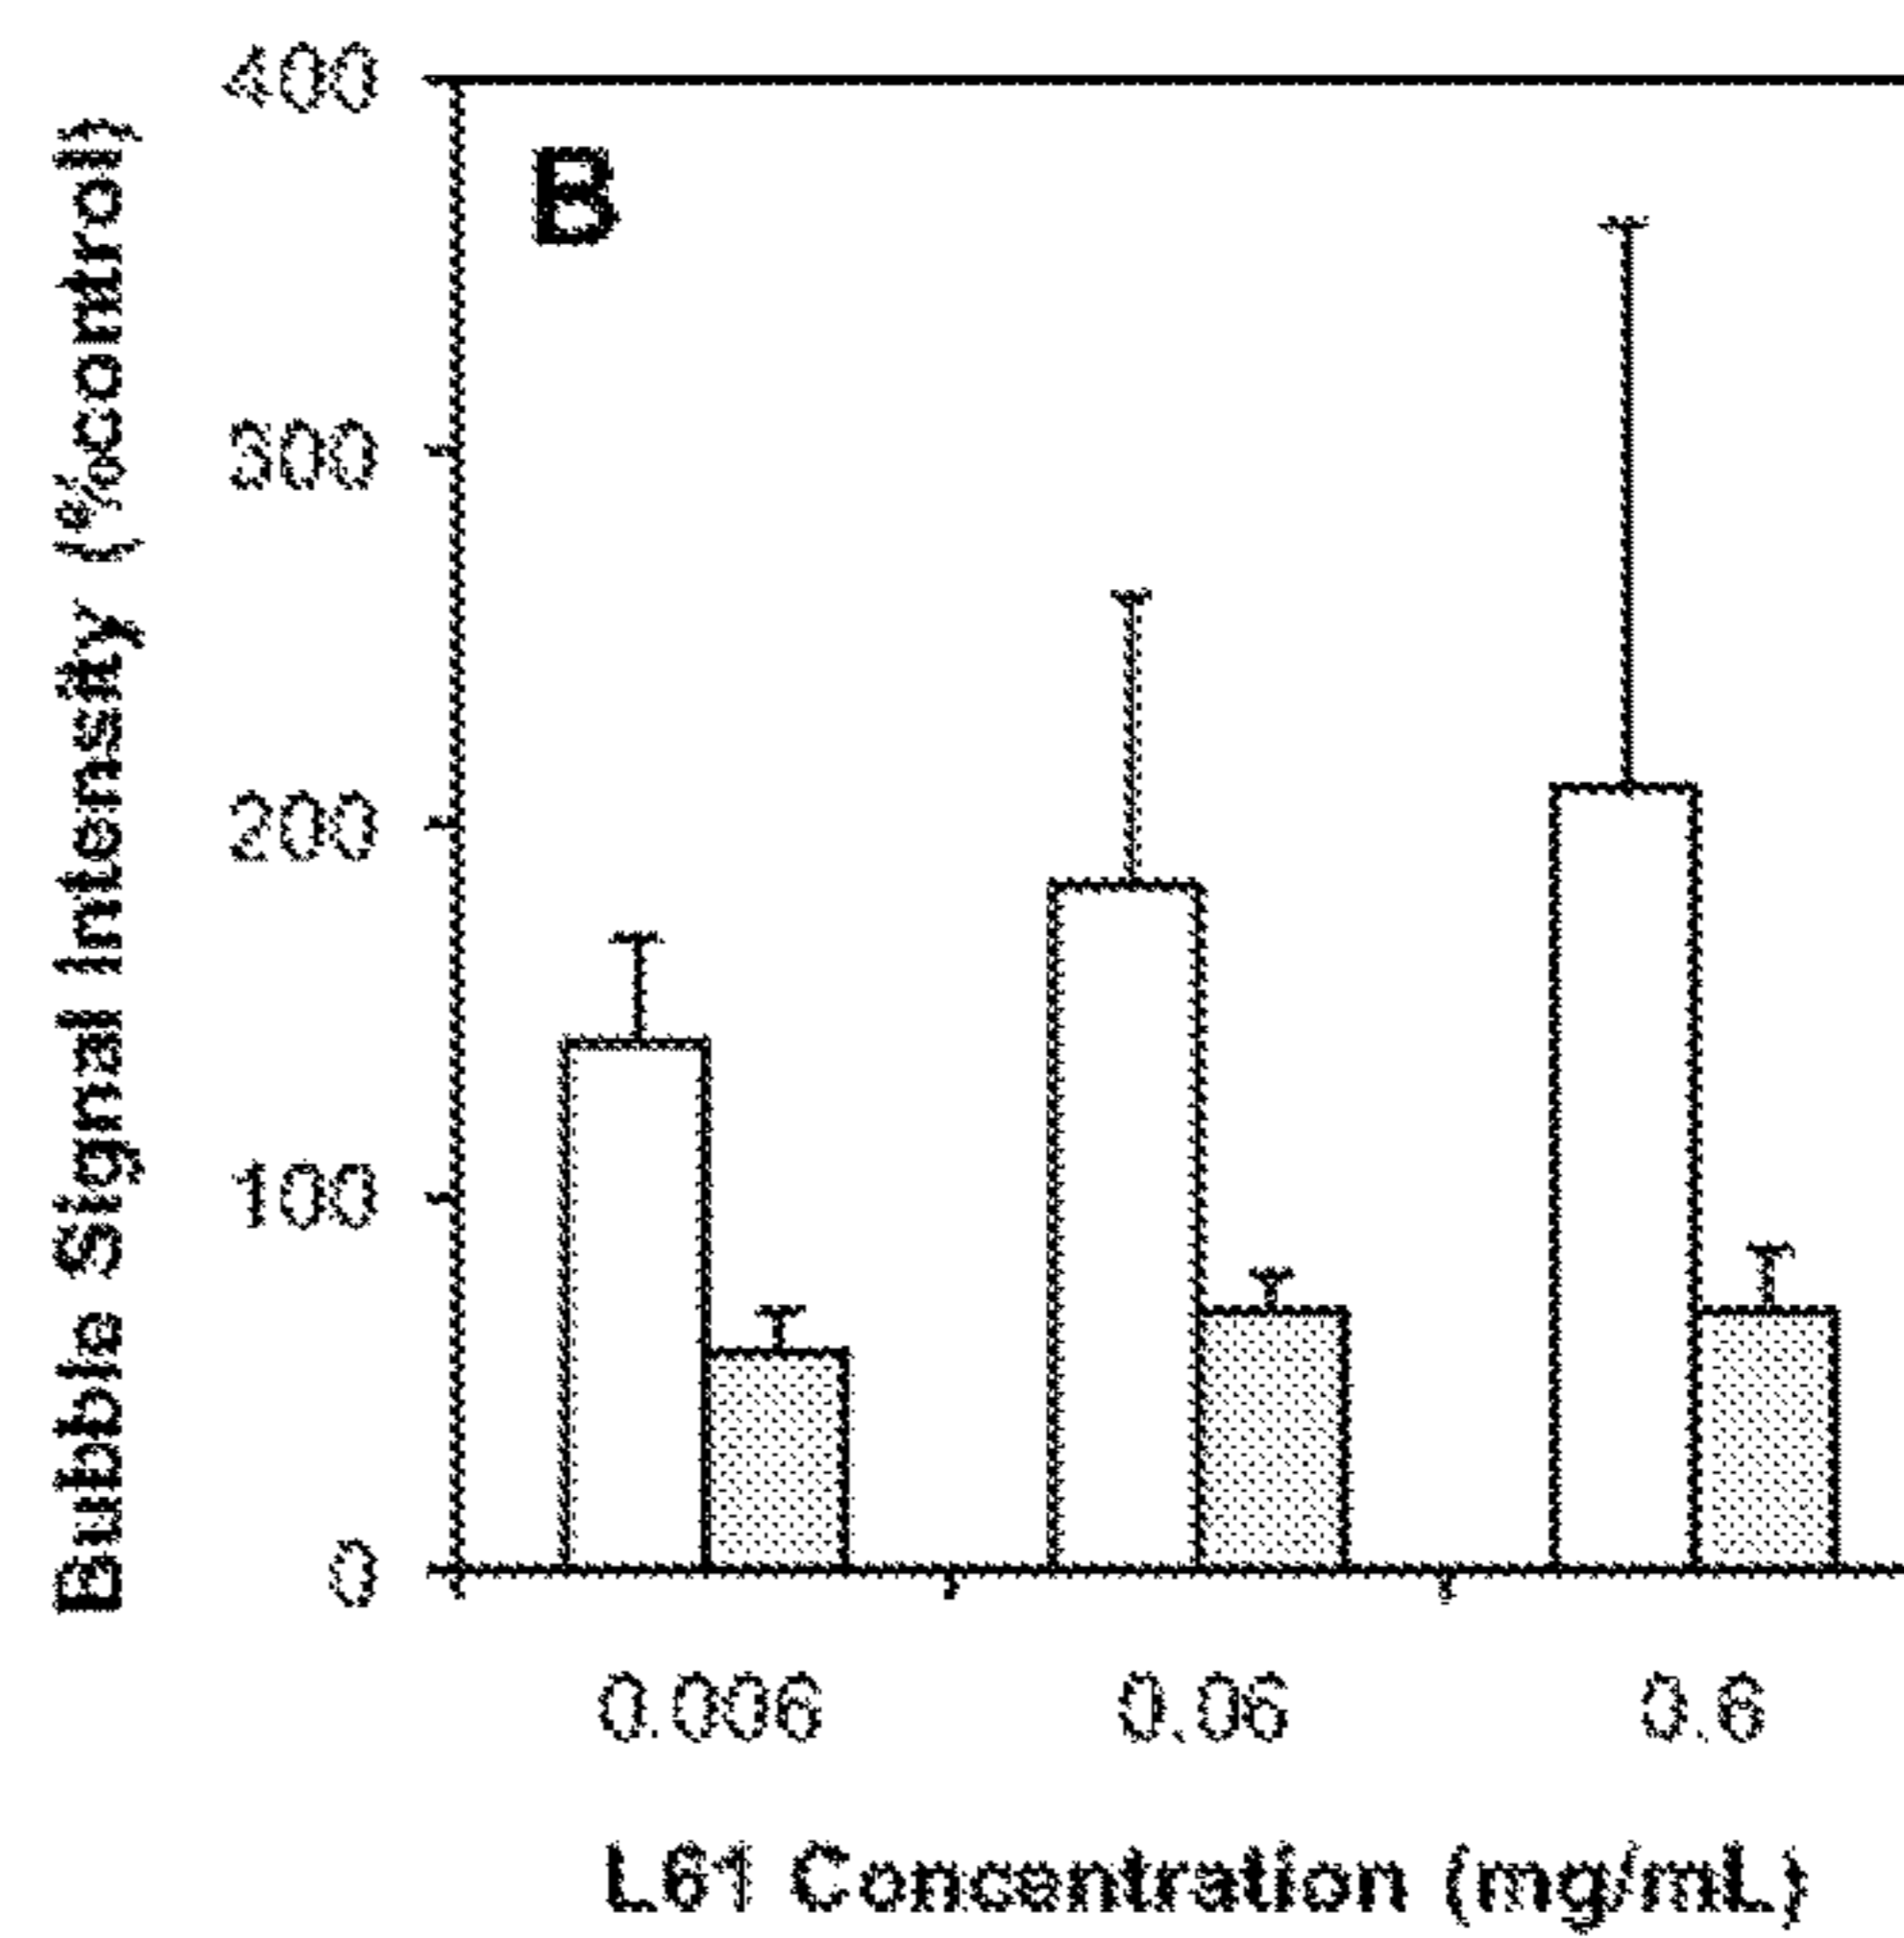 Bubble Signal Intensity (%control)
400
300
200
100
0
B
0.006
0.06
0.6
L61 Concentration (mg/mL)